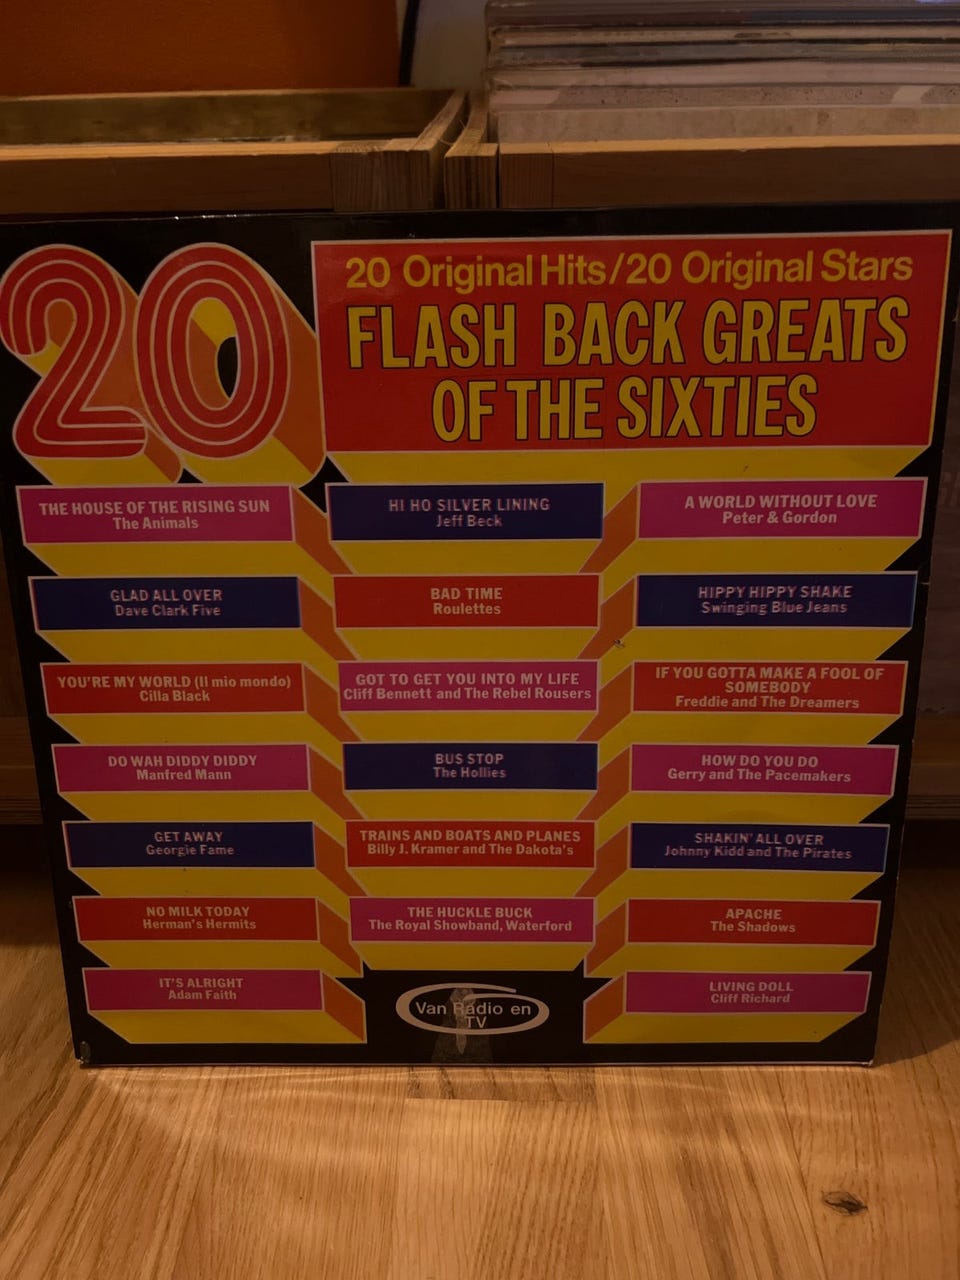 20
20 Original Hits/20 Original Stars
FLASH BACK GREATS
OF THE SIXTIES
THE HOUSE OF THE RISING SUN
The Animals
HI HO SILVER LINING
Jeff Beck
A WORLD WITHOUT LOVE
Peter & Gordon
GLAD ALL OVER
Dave Clark Five
BAD TIME
Roulettes
HIPPY HIPPY SHAKE
Swinging Blue Jeans
YOU'RE MY WORLD (Il mio mondo)
Cilla Black
GOT TO GET YOU INTO MY LIFE
Cliff Bennett and The Rebel Rousers
IF YOU GOTTA MAKE A FOOL OF
SOMEBODY
Freddie and The Dreamers
DO WAH DIDDY DIDDY
Manfred Mann
BUS STOP
The Hollies
HOW DO YOU DO
Gerry and The Pacemakers
GET AWAY
Georgie Fame
TRAINS AND BOATS AND PLANES
Billy J. Kramer and The Dakota's
SHAKIN' ALL OVER
Johnny Kidd and The Pirates
NO MILK TODAY
Herman's Hermits
THE HUCKLE BUCK
The Royal Showband, Waterford
APACHE
The Shadows
IT'S ALRIGHT
Adam Faith
Van Radio en
TV
LIVING DOLL
Cliff Richard